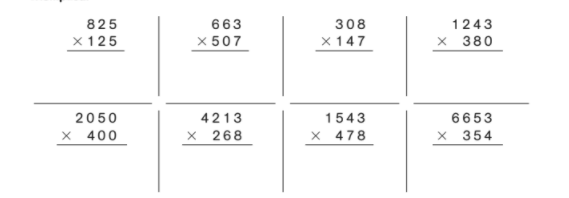 825 663 308 1243
×125 ×507 ×147 × 380
2050 4213 1543 6653
× 400 × 268 × 478 × 354